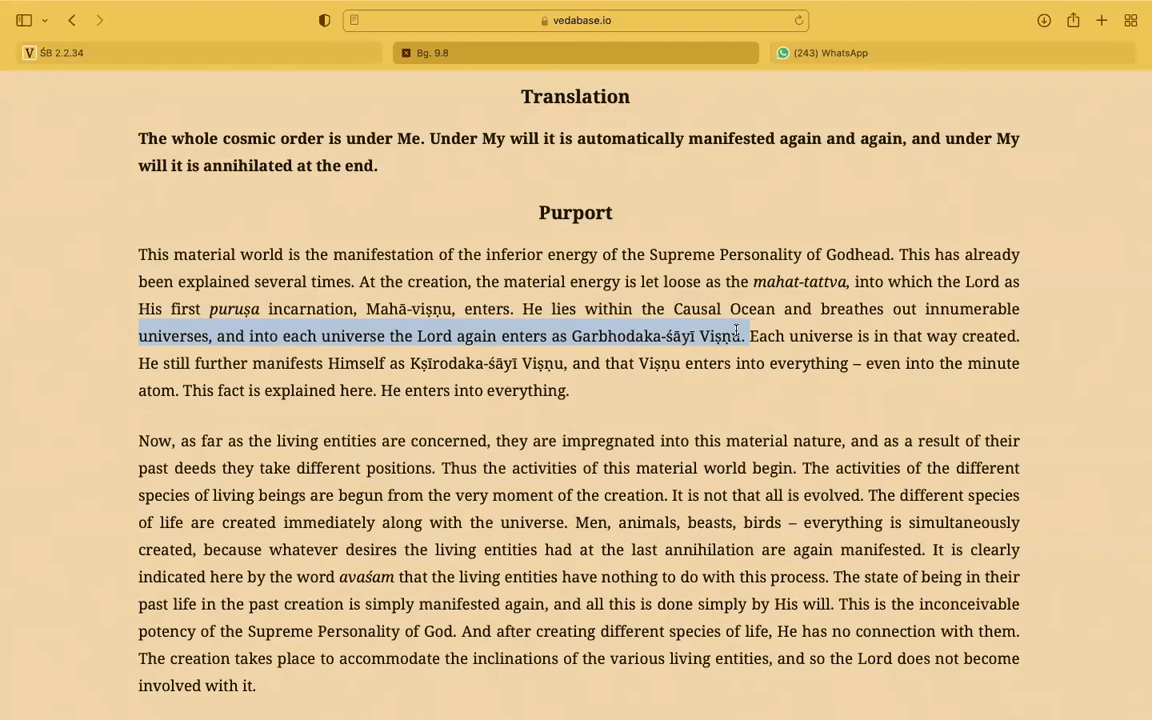 vedabase.io
ŚB 2.2.34
Bg. 9.8
(243) WhatsApp
Translation
The whole cosmic order is under Me. Under My will it is automatically manifested again and again, and under My
will it is annihilated at the end.
Purport
This material world is the manifestation of the inferior energy of the Supreme Personality of Godhead. This has already
been explained several times. At the creation, the material energy is let loose as the mahat-tattva, into which the Lord as
His first puruṣa incarnation, Mahā-viṣṇu, enters. He lies within the Causal Ocean and breathes out innumerable
universes, and into each universe the Lord again enters as Garbhodaka-śāyī Viṣṇu. Each universe is in that way created.
He still further manifests Himself as Kṣīrodaka-śāyī Viṣṇu, and that Viṣṇu enters into everything – even into the minute
atom. This fact is explained here. He enters into everything.
Now, as far as the living entities are concerned, they are impregnated into this material nature, and as a result of their
past deeds they take different positions. Thus the activities of this material world begin. The activities of the different
species of living beings are begun from the very moment of the creation. It is not that all is evolved. The different species
of life are created immediately along with the universe. Men, animals, beasts, birds – everything is simultaneously
created, because whatever desires the living entities had at the last annihilation are again manifested. It is clearly
indicated here by the word avaśam that the living entities have nothing to do with this process. The state of being in their
past life in the past creation is simply manifested again, and all this is done simply by His will. This is the inconceivable
potency of the Supreme Personality of God. And after creating different species of life, He has no connection with them.
The creation takes place to accommodate the inclinations of the various living entities, and so the Lord does not become
involved with it.